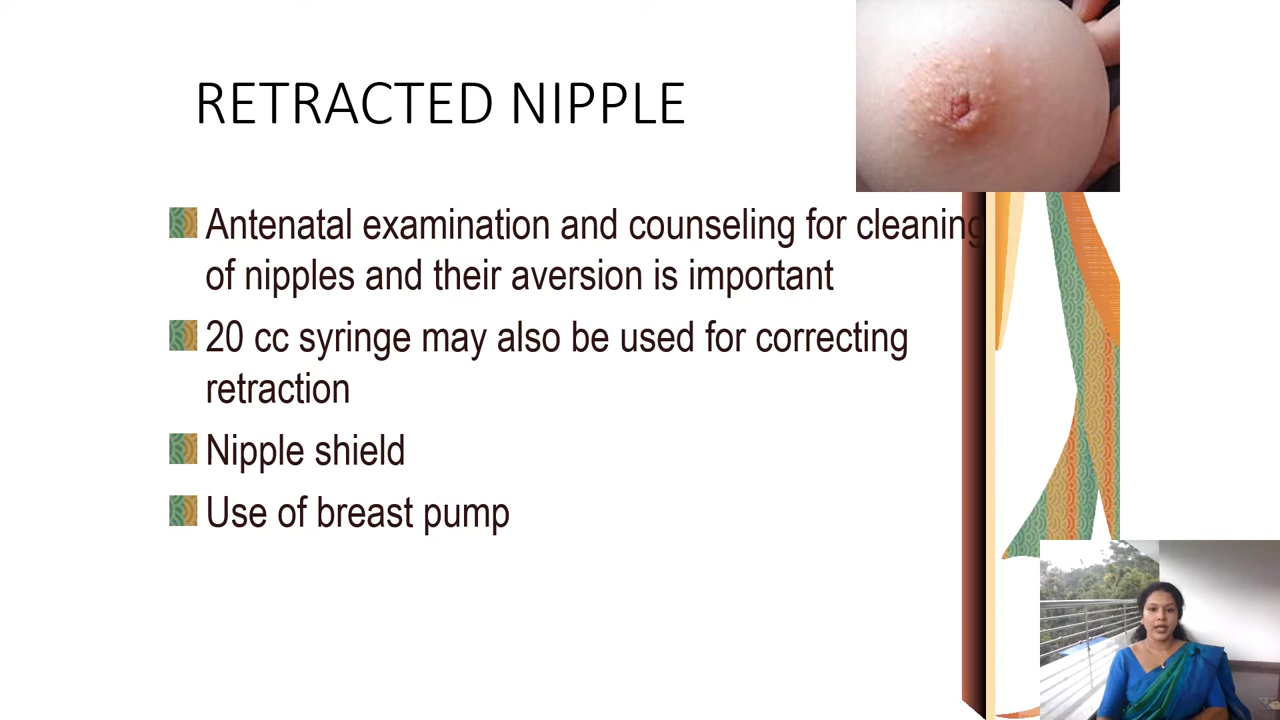 RETRACTED NIPPLE
Antenatal examination and counseling for cleaning
of nipples and their aversion is important
20 cc syringe may also be used for correcting
retraction
Nipple shield
Use of breast pump